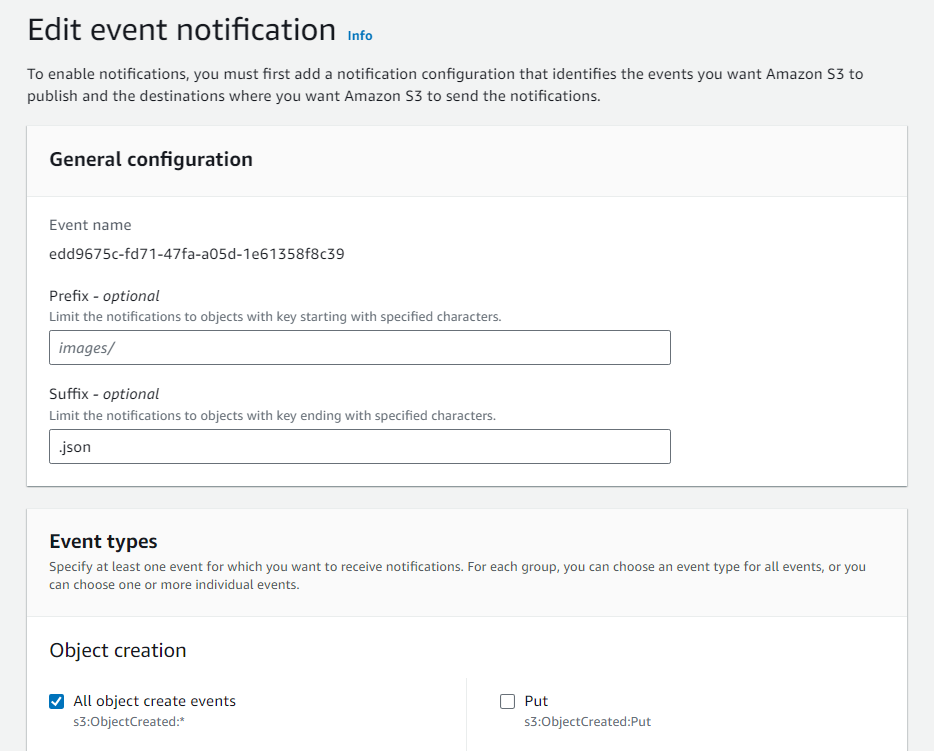 Edit event notification Info
To enable notifications, you must first add a notification configuration that identifies the events you want Amazon S3 to
publish and the destinations where you want Amazon S3 to send the notifications.
General configuration
Event name
edd9675c-fd71-47fa-a05d-1e61358f8c39
Prefix - optional
Limit the notifications to objects with key starting with specified characters.
images/
Suffix - optional
Limit the notifications to objects with key ending with specified characters.
.json
Event types
Specify at least one event for which you want to receive notifications. For each group, you can choose an event type for all events, or you
can choose one or more individual events.
Object creation
All object create events
s3:ObjectCreated:*
Put
s3:ObjectCreated:Put